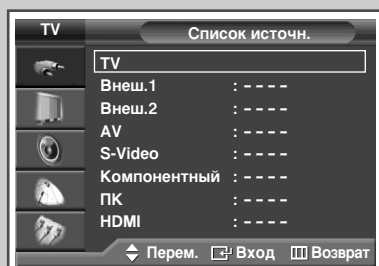 TV
Список источн.
TV
Внеш.1 : - - - -
Внеш.2 : - - - -
AV : - - - -
S-Video : - - - -
Компонентный : - - - -
ПК : - - - -
HDMI : - - - -
Перем. Вход Возврат